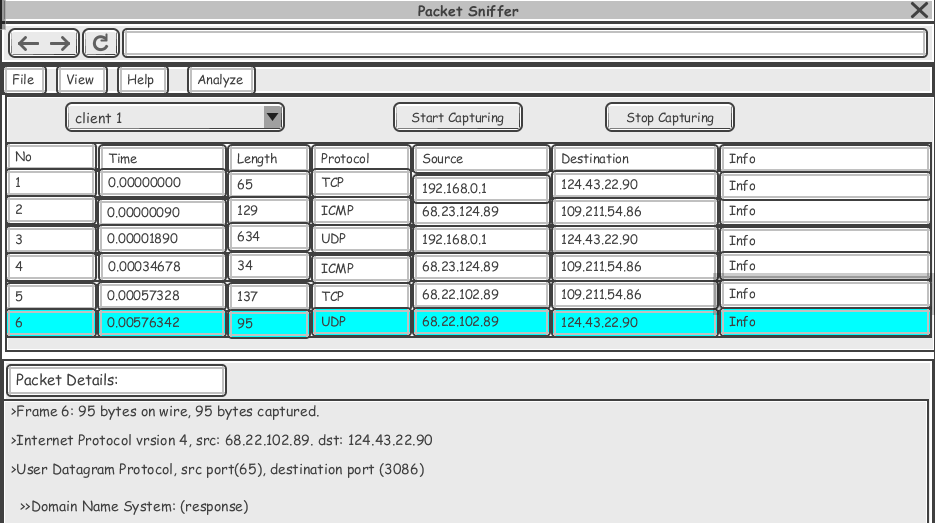 Packet Sniffer
File View Help Analyze
client 1 Start Capturing Stop Capturing
No Time Length Protocol Source Destination Info
1 0.00000000 65 TCP 192.168.0.1 124.43.22.90 Info
2 0.00000090 129 ICMP 68.23.124.89 109.211.54.86 Info
3 0.00001890 634 UDP 192.168.0.1 124.43.22.90 Info
4 0.00034678 34 ICMP 68.23.124.89 109.211.54.86 Info
5 0.00057328 137 TCP 68.22.102.89 109.211.54.86 Info
6 0.00576342 95 UDP 68.22.102.89 124.43.22.90 Info
Packet Details:
>Frame 6: 95 bytes on wire, 95 bytes captured.
>Internet Protocol vrsion 4, src: 68.22.102.89. dst: 124.43.22.90
>User Datagram Protocol, src port(65), destination port (3086)
>>Domain Name System: (response)